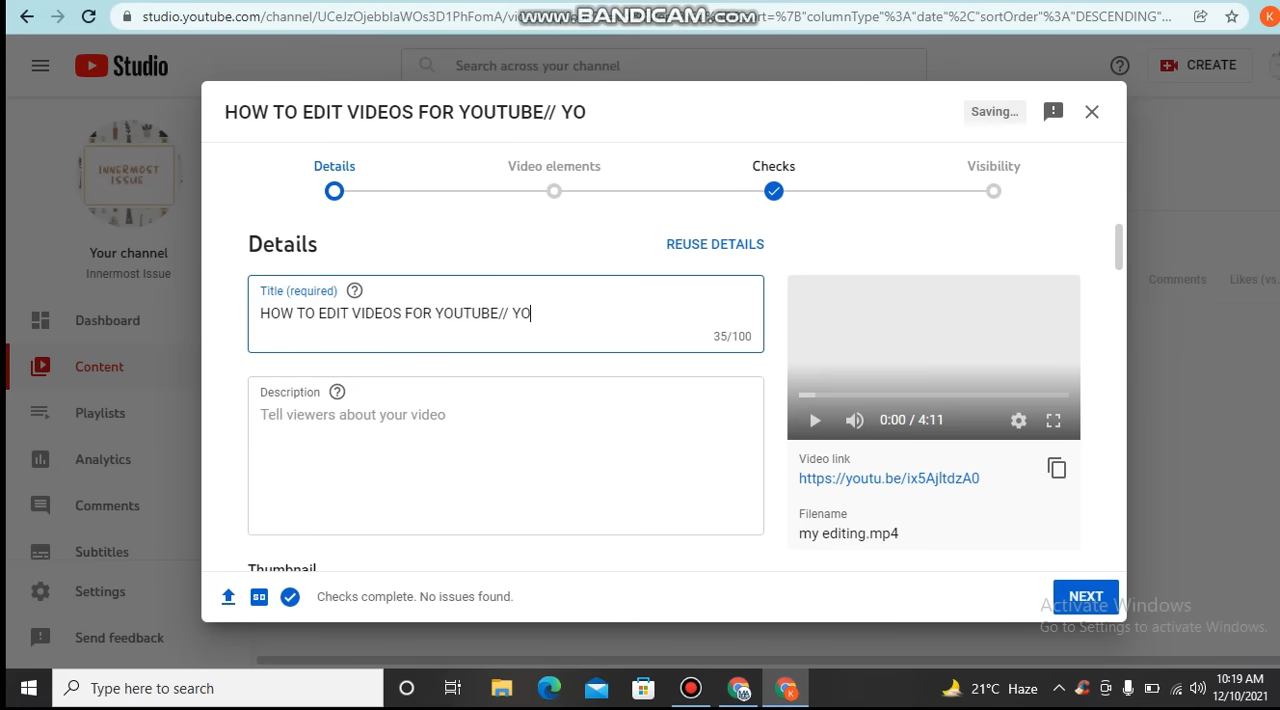 studio.youtube.com/channel/UCeJzOjebbIaWOs3D1PhFomA/vi
www.BANDICAM.com
ort=%7B"columnType"%3A"date"%2C"sortOrder"%3A"DESCENDING"...
K
Studio
Search across your channel
CREATE
HOW TO EDIT VIDEOS FOR YOUTUBE// YO
Saving...
Details
Video elements
Checks
Visibility
INNERMOST
ISSUE
Your channel
Innermost Issue
Details
REUSE DETAILS
Title (required)
HOW TO EDIT VIDEOS FOR YOUTUBE// YO
35/100
Comments
Likes (vs.
Description
Tell viewers about your video
0:00 / 4:11
Video link
https://youtu.be/ix5AjltdzA0
Filename
my editing.mp4
Dashboard
Content
Playlists
Analytics
Comments
Subtitles
Settings
Send feedback
Thumbnail
SD
Checks complete. No issues found.
NEXT
Activate Windows
Go to Settings to activate Windows.
Type here to search
K
21°C Haze
10:19 AM
12/10/2021